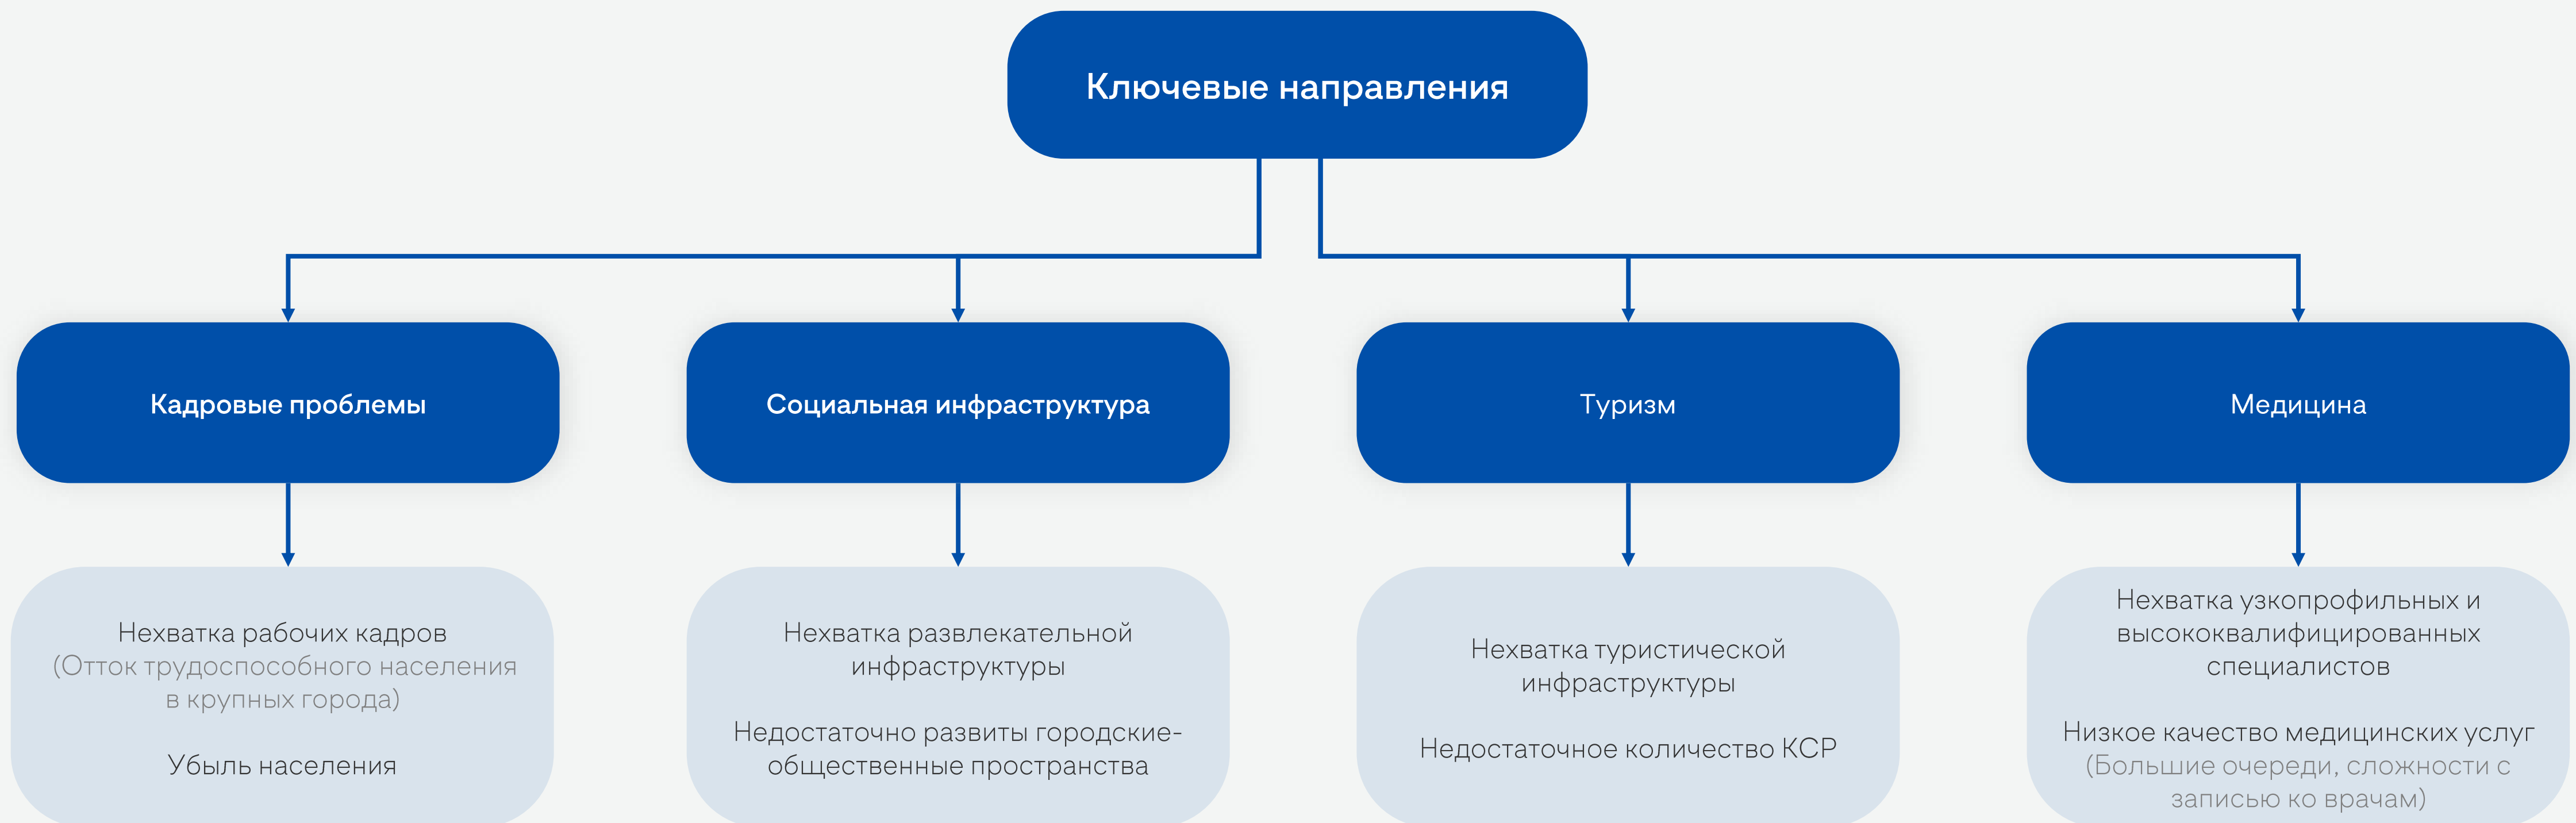 Ключевые направления
Кадровые проблемы
Социальная инфраструктура
Туризм
Медицина
Нехватка рабочих кадров
(Отток трудоспособного населения
в крупных города)
Убыль населения
Нехватка развлекательной
инфраструктуры
Недостаточно развиты городские-
общественные пространства
Нехватка туристической
инфраструктуры
Недостаточное количество КСР
Нехватка узкопрофильных и
высококвалифицированных
специалистов
Низкое качество медицинских услуг
(Большие очереди, сложности с
записью ко врачам)